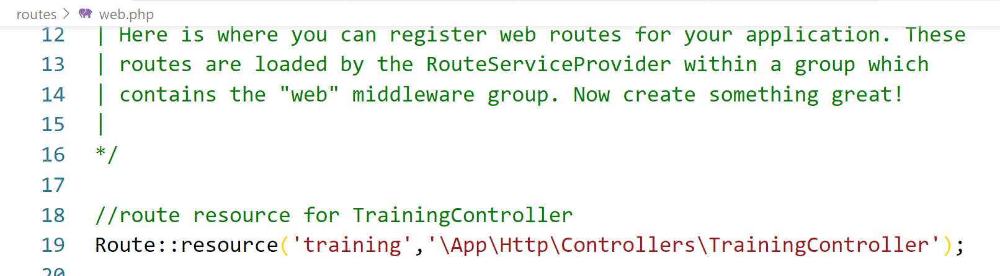 routes > web.php
12 | Here is where you can register web routes for your application. These
13 | routes are loaded by the RouteServiceProvider within a group which
14 | contains the "web" middleware group. Now create something great!
15 |
16 */
17
18 //route resource for TrainingController
19 Route::resource('training','\App\Http\Controllers\TrainingController');
20